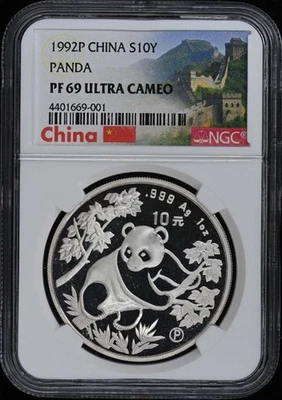 1992P CHINA S10Y
PANDA
PF 69 ULTRA CAMEO
4401669-001
China
NGC
.999 Ag 1oz
10元
P